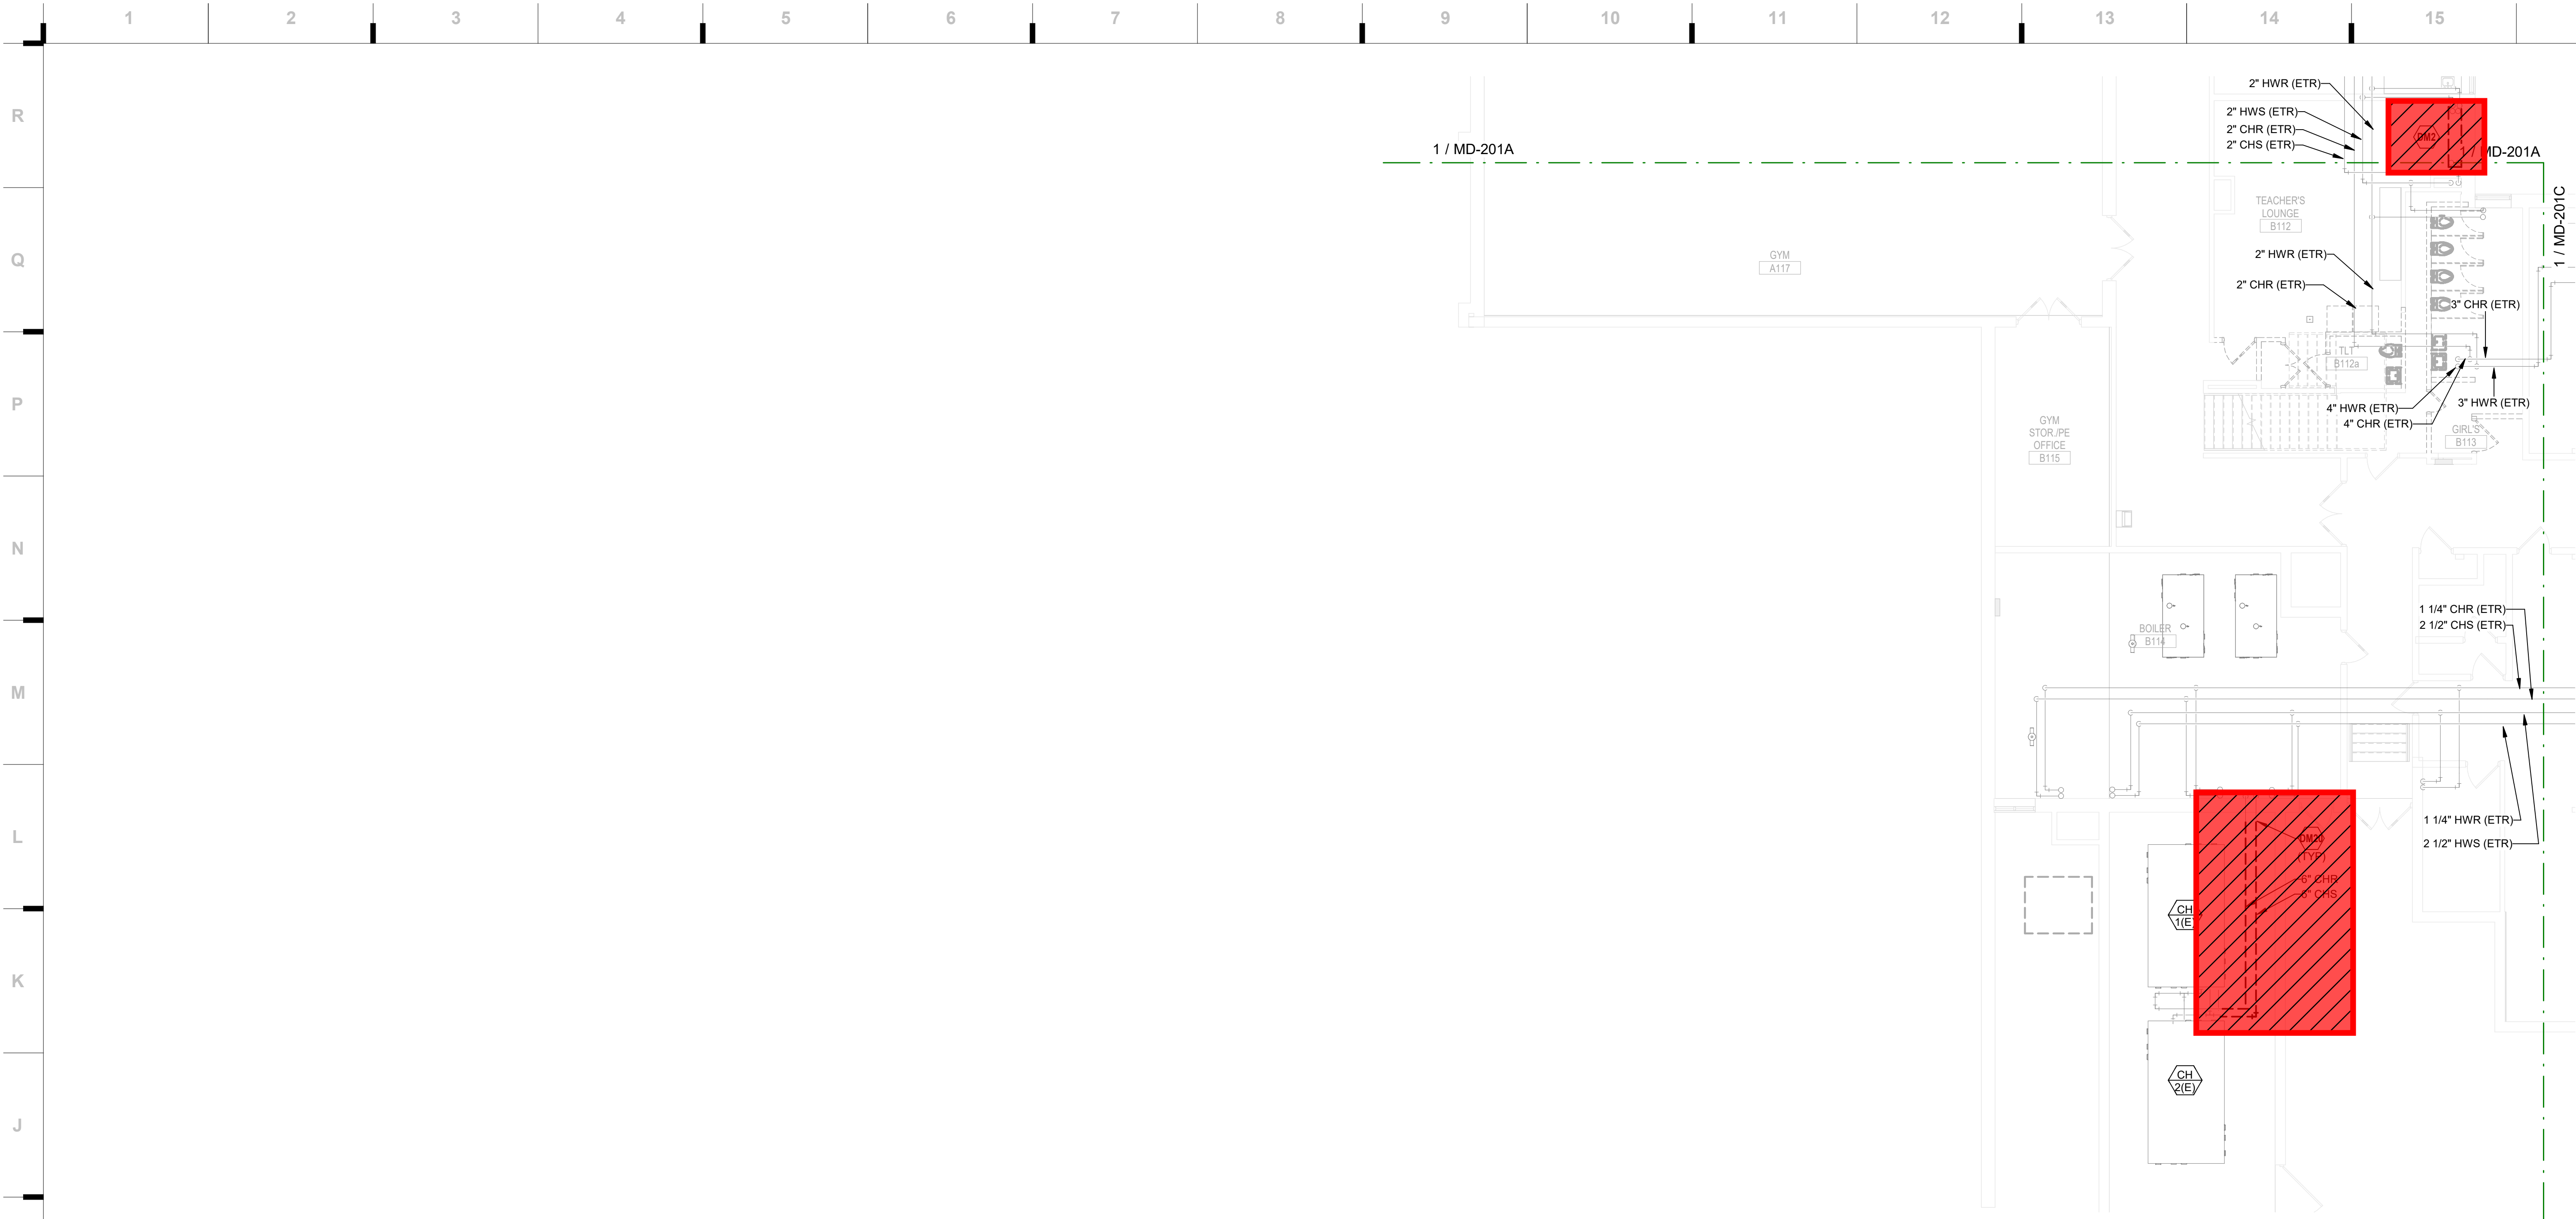 1 2 3 4 5 6 7 8 9 10 11 12 13 14 15
R
Q
P
N
M
L
K
J
2" HWR (ETR)
2" HWS (ETR)
2" CHR (ETR)
2" CHS (ETR)
DM2
1 / MD-201A
1 / MD-201A
1 / MD-201C
TEACHER'S
LOUNGE
B112
GYM
A117
2" HWR (ETR)
2" CHR (ETR)
3" CHR (ETR)
TLT
B112a
4" HWR (ETR)
4" CHR (ETR)
3" HWR (ETR)
GIRL'S
B113
GYM
STOR./PE
OFFICE
B115
BOILER
B114
1 1/4" CHR (ETR)
2 1/2" CHS (ETR)
1 1/4" HWR (ETR)
2 1/2" HWS (ETR)
DM20
(TYP)
6" CHR
6" CHS
CH
1(E)
CH
2(E)